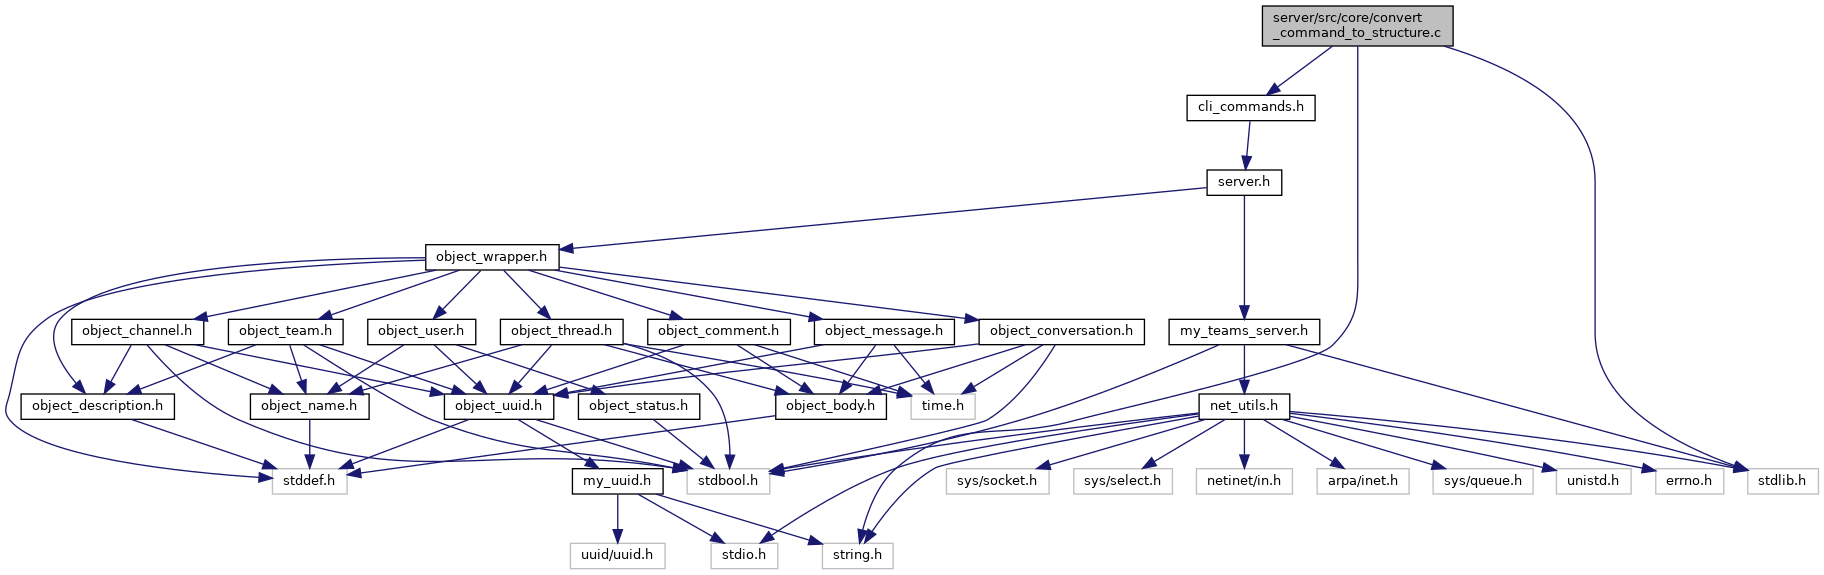 server/src/core/convert
_command_to_structure.c
cli_commands.h
server.h
object_wrapper.h
object_channel.h
object_team.h
object_user.h
object_thread.h
object_comment.h
object_message.h
object_conversation.h
my_teams_server.h
object_description.h
object_name.h
object_uuid.h
object_status.h
object_body.h
time.h
net_utils.h
stddef.h
my_uuid.h
stdbool.h
sys/socket.h
sys/select.h
netinet/in.h
arpa/inet.h
sys/queue.h
unistd.h
errno.h
stdlib.h
uuid/uuid.h
stdio.h
string.h